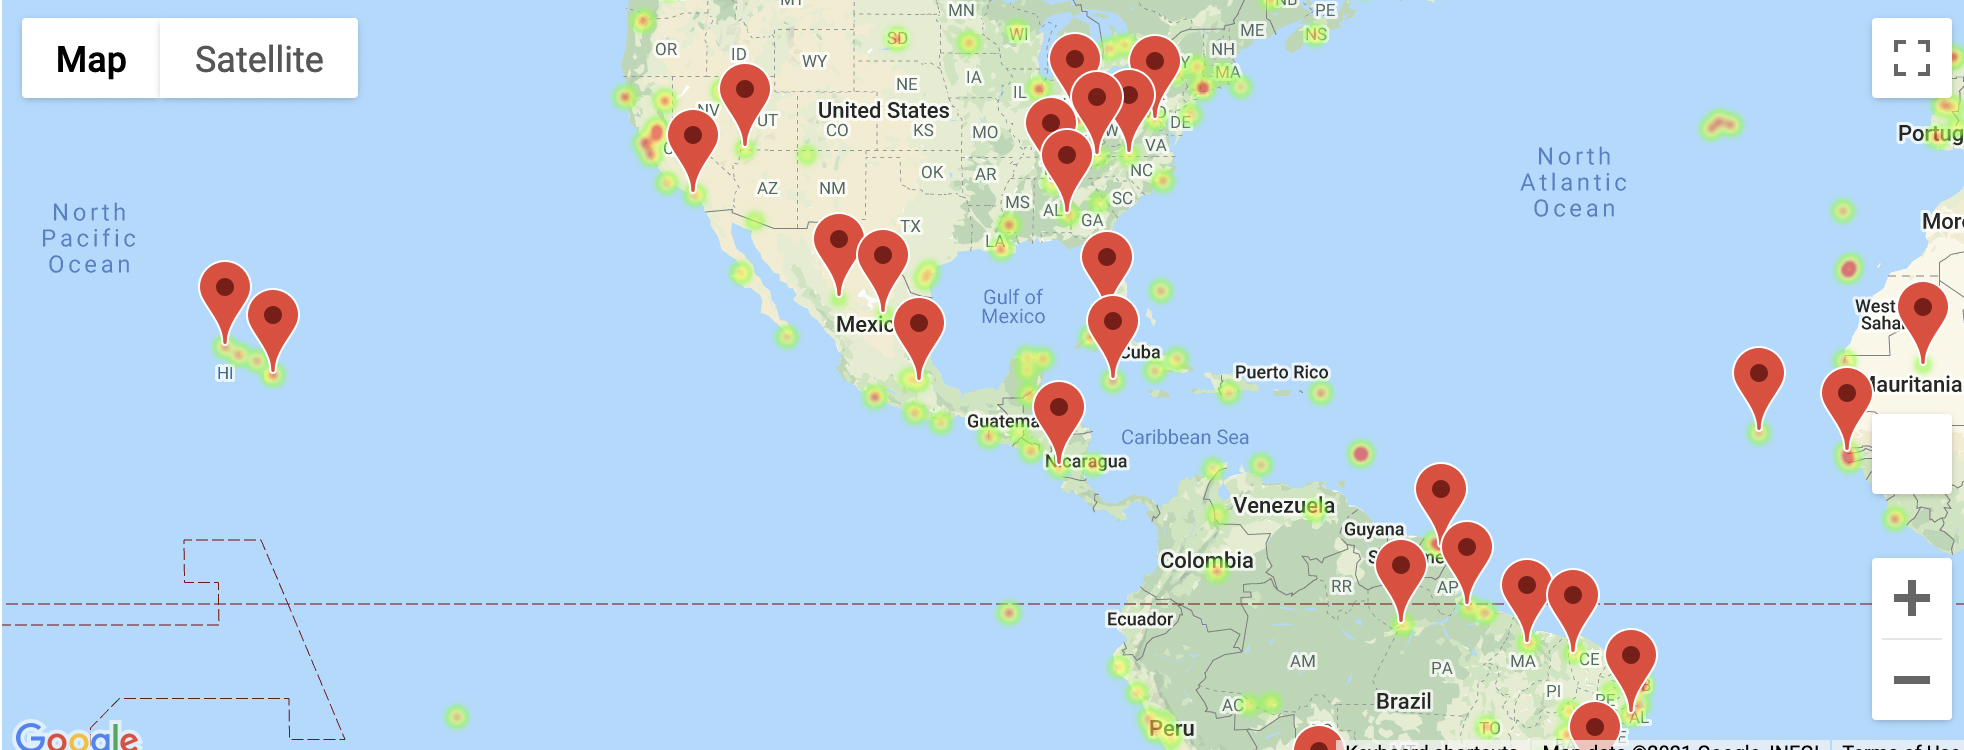 Map
Satellite
MN
PE
NB
OR
ID
SD
WI
ME
NS
NH
WY
MA
IA
NE
IL
NV
UT
United States
CO
KS
MO
DE
VA
Portug
OK
AR
NC
AZ
NM
MS
SC
AL
GA
TX
LA
North
Pacific
Ocean
North
Atlantic
Ocean
Gulf of
Mexico
Mexic
HI
Cuba
Puerto Rico
West
Saha
Mauritania
Guatema
Caribbean Sea
Nicaragua
Venezuela
Guyana
Colombia
RR
AP
Ecuador
AM
PA
MA
CE
PI
PE
AL
AC
Brazil
TO
Peru
Google
Keyboard shortcuts
Map data ©2021 Google, INEGI
Terms of Use